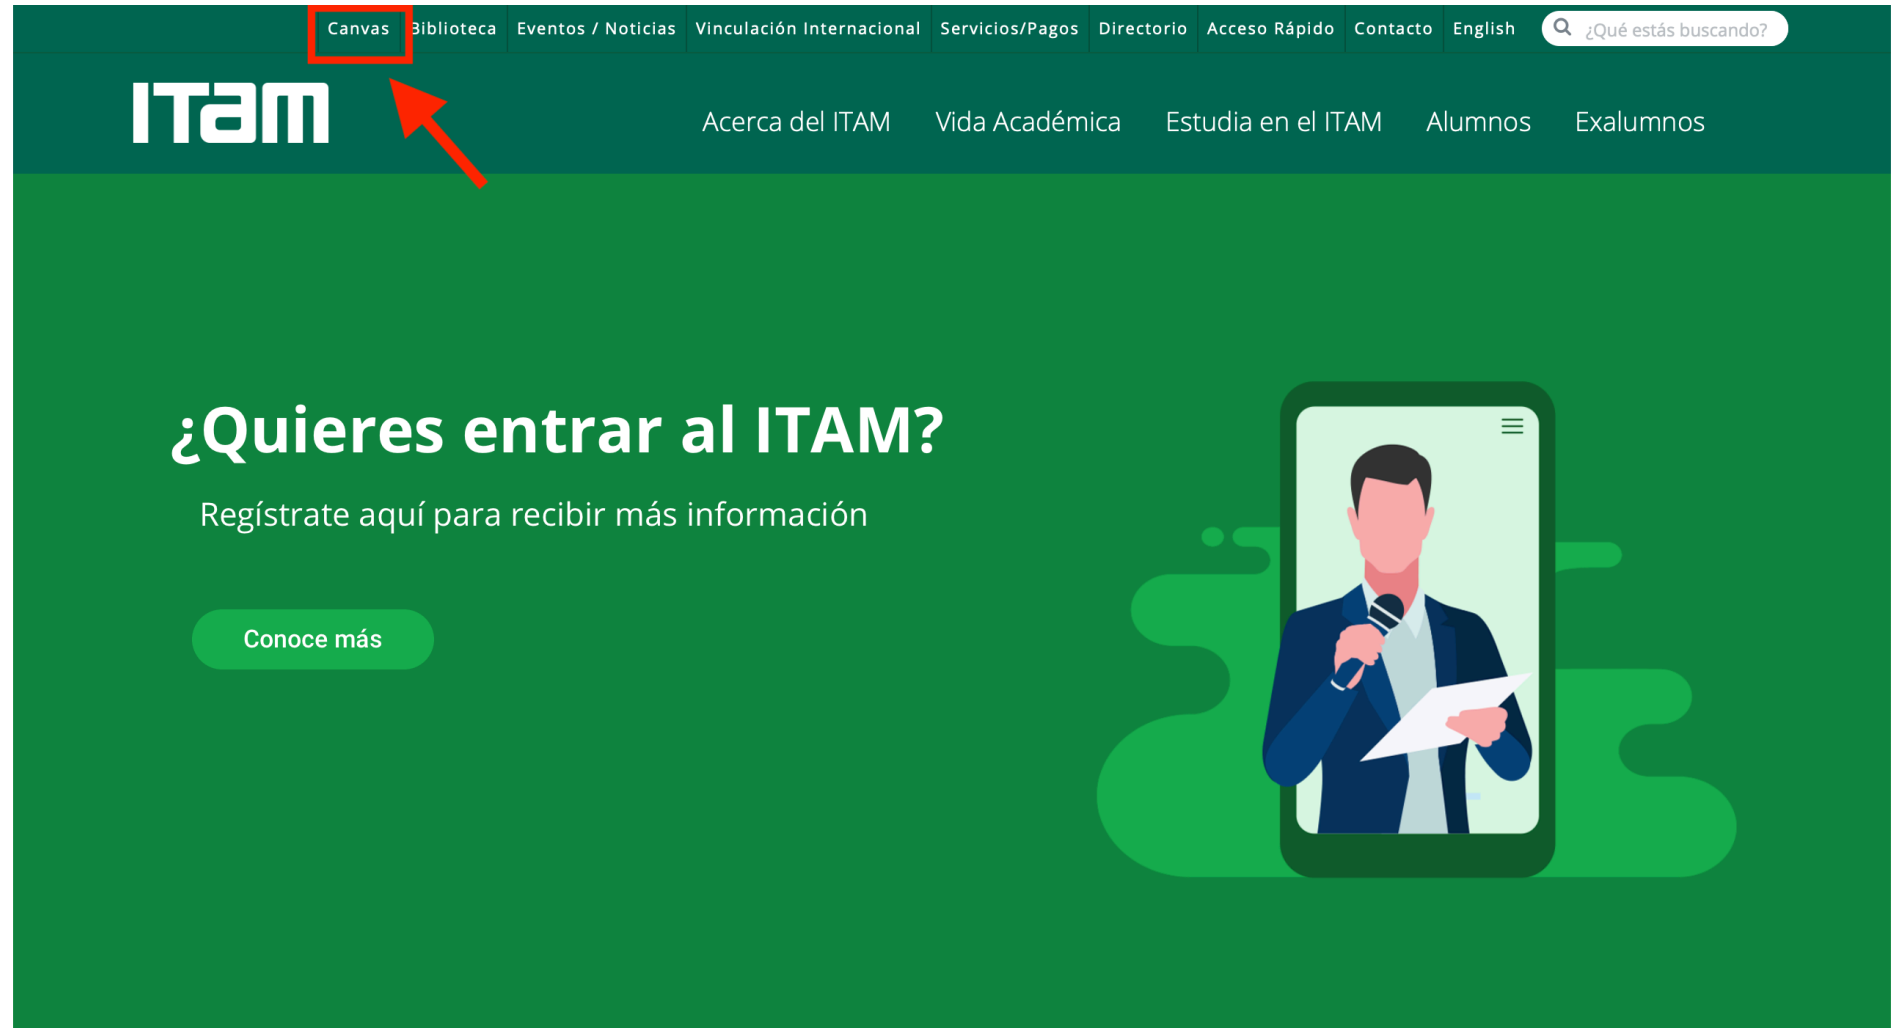 Canvas Biblioteca Eventos / Noticias Vinculación Internacional Servicios/Pagos Directorio Acceso Rápido Contacto English ¿Qué estás buscando?
ITam
Acerca del ITAM Vida Académica Estudia en el ITAM Alumnos Exalumnos
¿Quieres entrar al ITAM?
Regístrate aquí para recibir más información
Conoce más